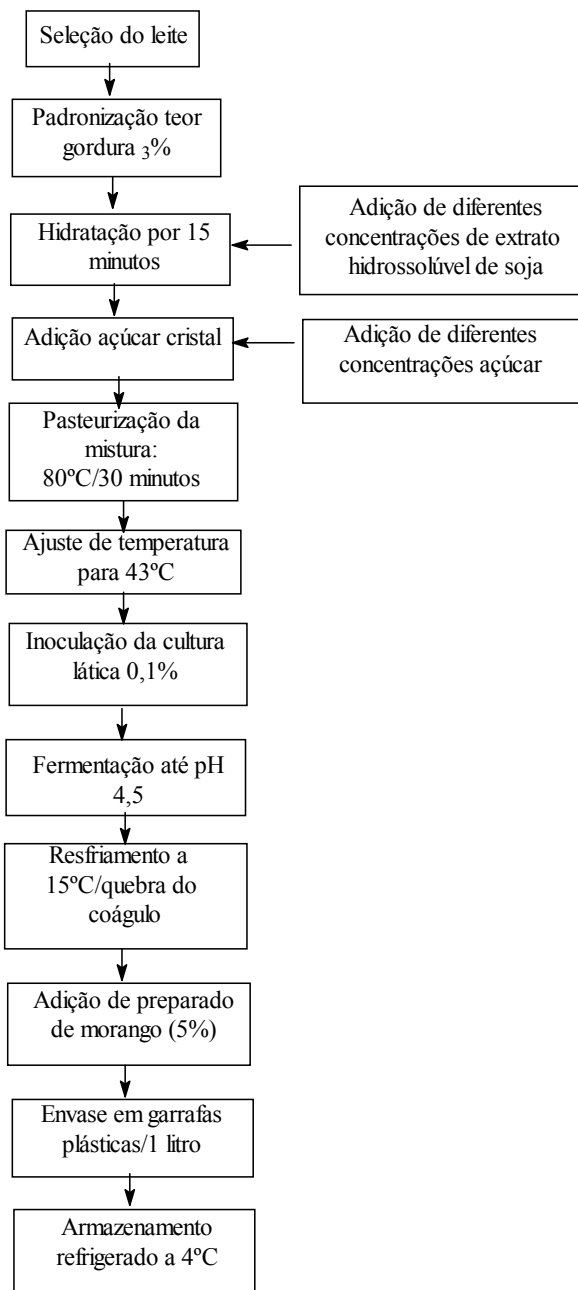 Seleção do leite
Padronização teor
gordura 3%
Hidratação por 15
minutos
Adição de diferentes
concentrações de extrato
hidrossolúvel de soja
Adição açúcar cristal
Adição de diferentes
concentrações açúcar
Pasteurização da
mistura:
80ºC/30 minutos
Ajuste de temperatura
para 43ºC
Inoculação da cultura
lática 0,1%
Fermentação até pH
4,5
Resfriamento a
15ºC/quebra do
coágulo
Adição de preparado
de morango (5%)
Envase em garrafas
plásticas/1 litro
Armazenamento
refrigerado a 4ºC